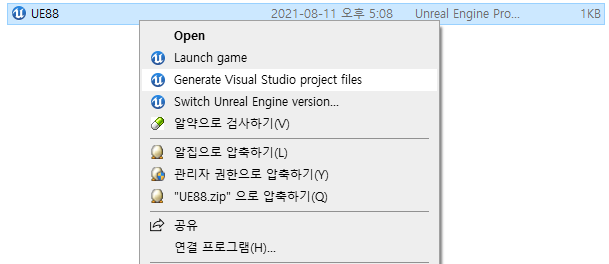 UE88 2021-08-11 오후 5:08 Unreal Engine Pro... 1KB
Open
Launch game
Generate Visual Studio project files
Switch Unreal Engine version...
알약으로 검사하기(V)
알집으로 압축하기(L)
관리자 권한으로 압축하기(Y)
"UE88.zip" 으로 압축하기(Q)
공유
연결 프로그램(H)...